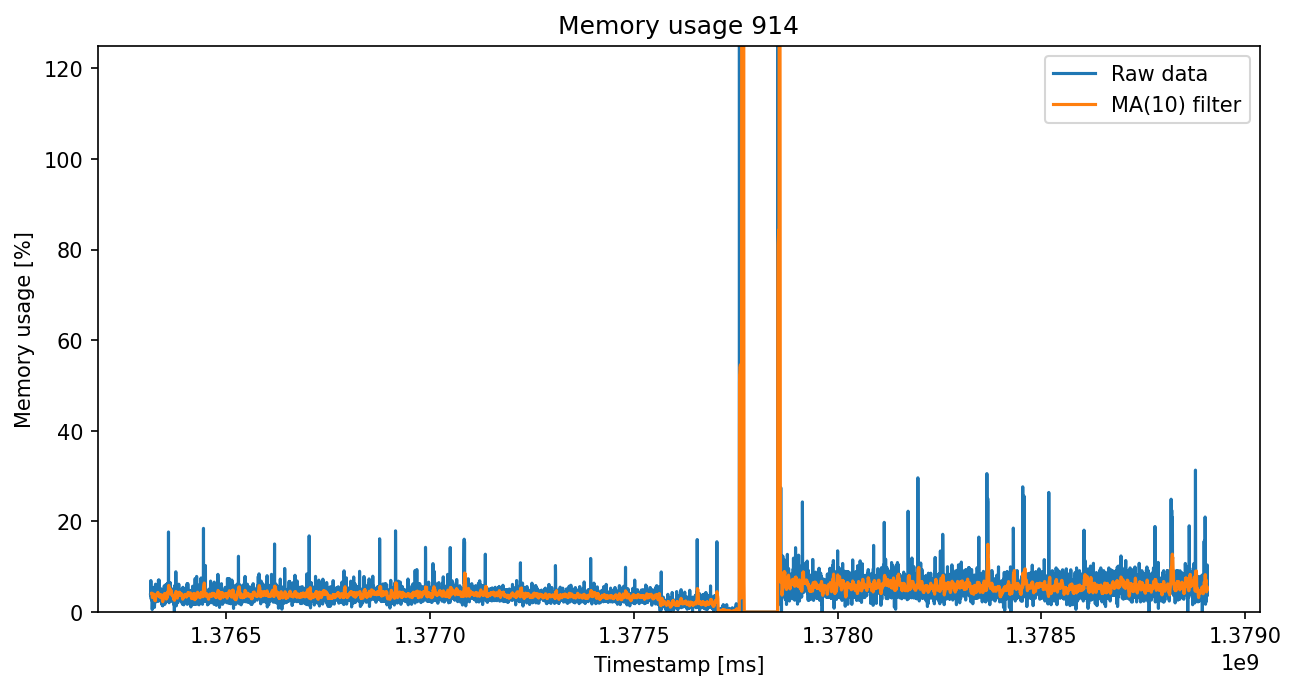 Memory usage 914
Raw data
MA(10) filter
Memory usage [%]
120
100
80
60
40
20
0
1.3765 1.3770 1.3775 1.3780 1.3785 1.3790
1e9
Timestamp [ms]